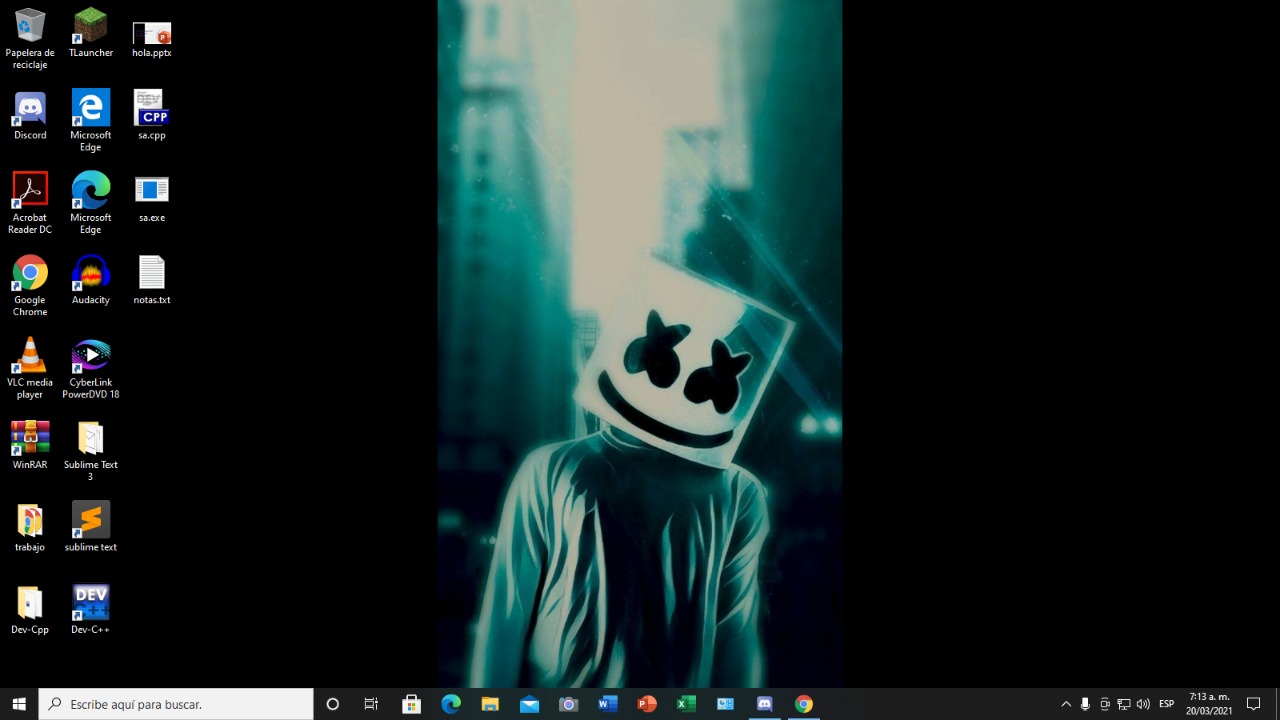 Papelera de
reciclaje
TLauncher
hola.pptx
Discord
Microsoft
Edge
DEV
CPP
sa.cpp
Acrobat
Reader DC
Microsoft
Edge
sa.exe
Google
Chrome
Audacity
notas.txt
VLC media
player
CyberLink
PowerDVD 18
WinRAR
Sublime Text
3
trabajo
sublime text
Dev-Cpp
DEV
Dev-C++
Escribe aquí para buscar.
ESP
7:13 a. m.
20/03/2021